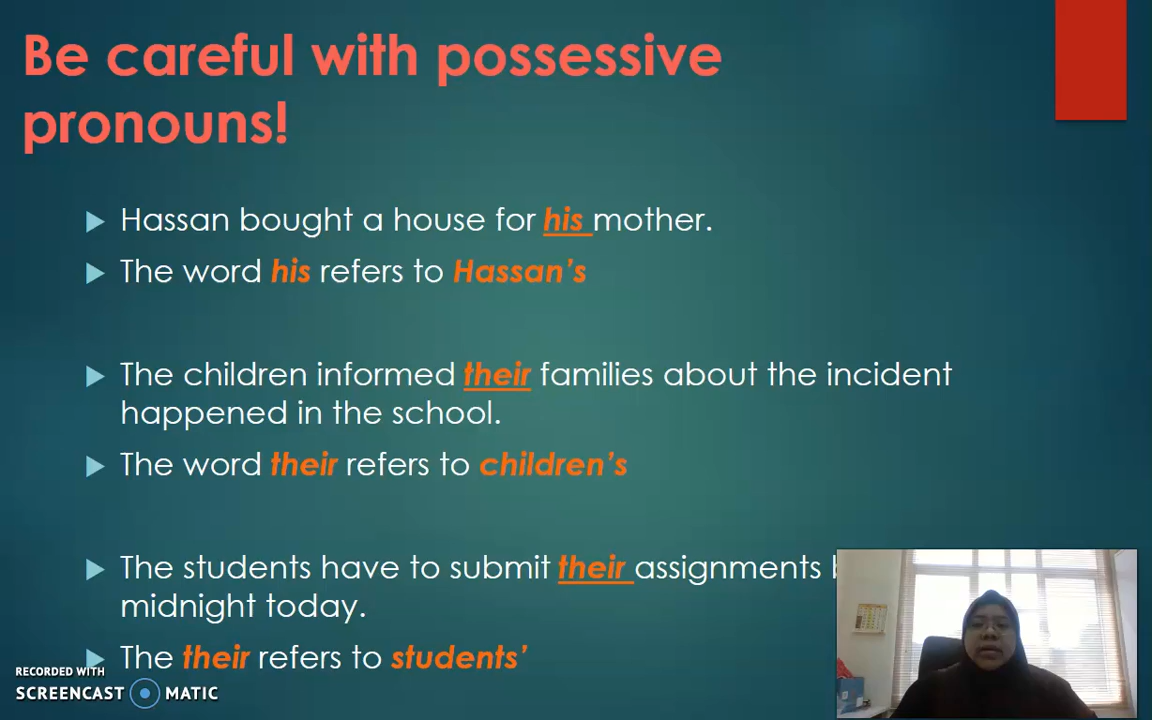 Be careful with possessive
pronouns!
Hassan bought a house for his mother.
The word his refers to Hassan's
The children informed their families about the incident
happened in the school.
The word their refers to children's
The students have to submit their assignments
midnight today.
The their refers to students'
RECORDED WITH
SCREENCAST MATIC